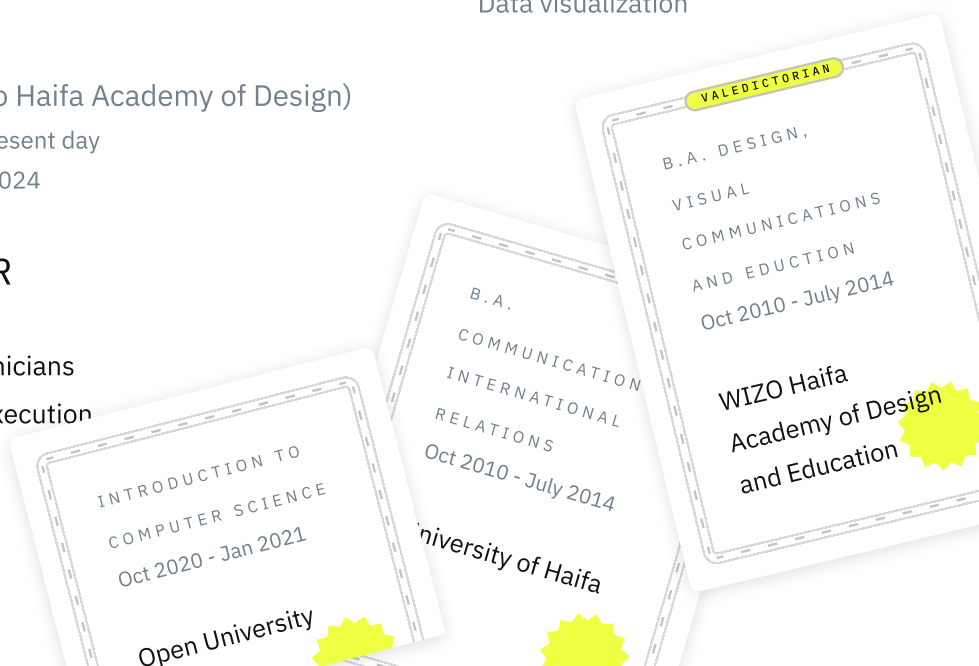 Data visualization
o Haifa Academy of Design)
esent day
024
R
nicians
xecution
VALEDICTORIAN
B.A. DESIGN,
VISUAL
COMMUNICATIONS
AND EDUCTION
Oct 2010 - July 2014
WIZO Haifa
Academy of Design
and Education
B.A.
COMMUNICATION
INTERNATIONAL
RELATIONS
Oct 2010 - July 2014
niversity of Haifa
INTRODUCTION TO
COMPUTER SCIENCE
Oct 2020 - Jan 2021
Open University